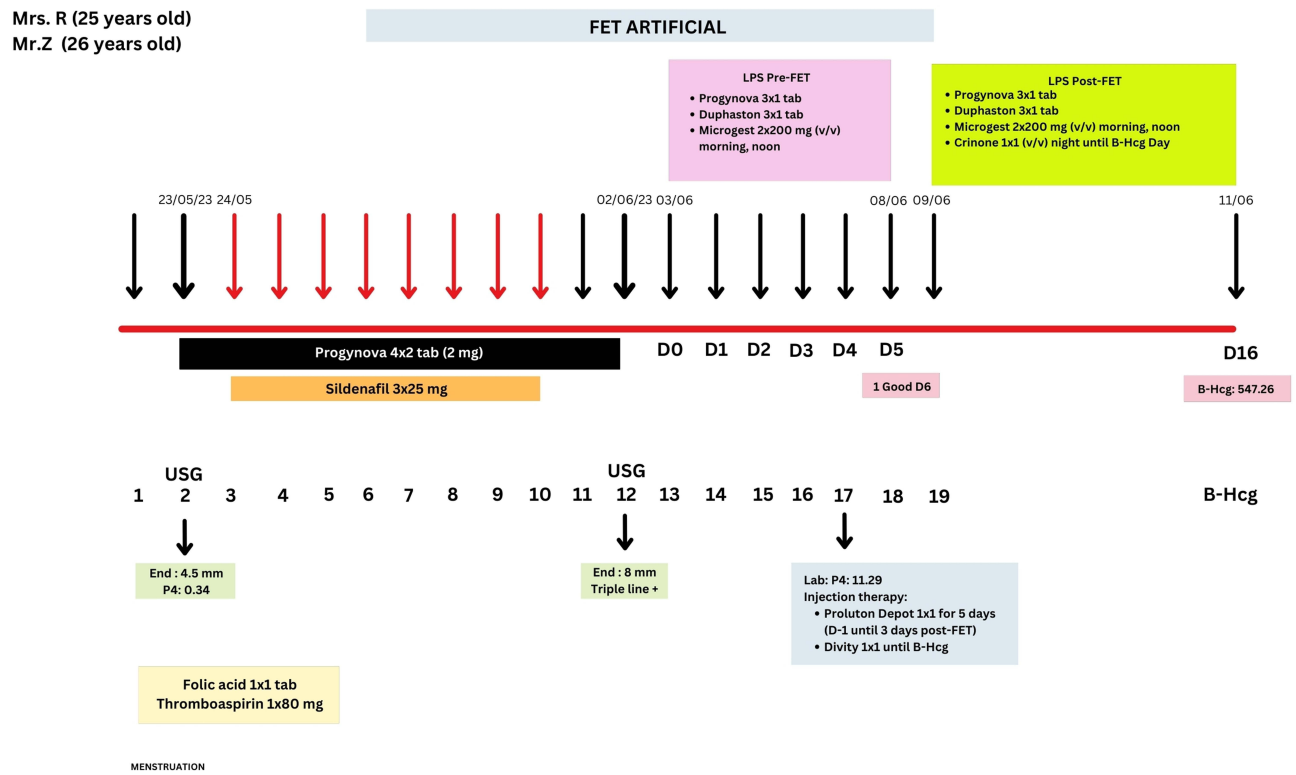 Mrs. R (25 years old)
Mr.Z (26 years old)
FET ARTIFICIAL
LPS Pre-FET
• Progynova 3x1 tab
• Duphaston 3x1 tab
• Microgest 2x200 mg (v/v)
morning, noon
LPS Post-FET
• Progynova 3x1 tab
• Duphaston 3x1 tab
• Microgest 2x200 mg (v/v) morning, noon
• Crinone 1x1 (v/v) night until B-Hcg Day
23/05/23 24/05 02/06/23 03/06 08/06 09/06 11/06
Progynova 4x2 tab (2 mg)
D0 D1 D2 D3 D4 D5 D16
Sildenafil 3x25 mg
1 Good D6
B-Hcg: 547.26
USG USG
1 2 3 4 5 6 7 8 9 10 11 12 13 14 15 16 17 18 19 B-Hcg
End : 4.5 mm
P4: 0.34
End : 8 mm
Triple line +
Lab: P4: 11.29
Injection therapy:
• Proluton Depot 1x1 for 5 days
(D-1 until 3 days post-FET)
• Divity 1x1 until B-Hcg
Folic acid 1x1 tab
Thromboaspirin 1x80 mg
MENSTRUATION